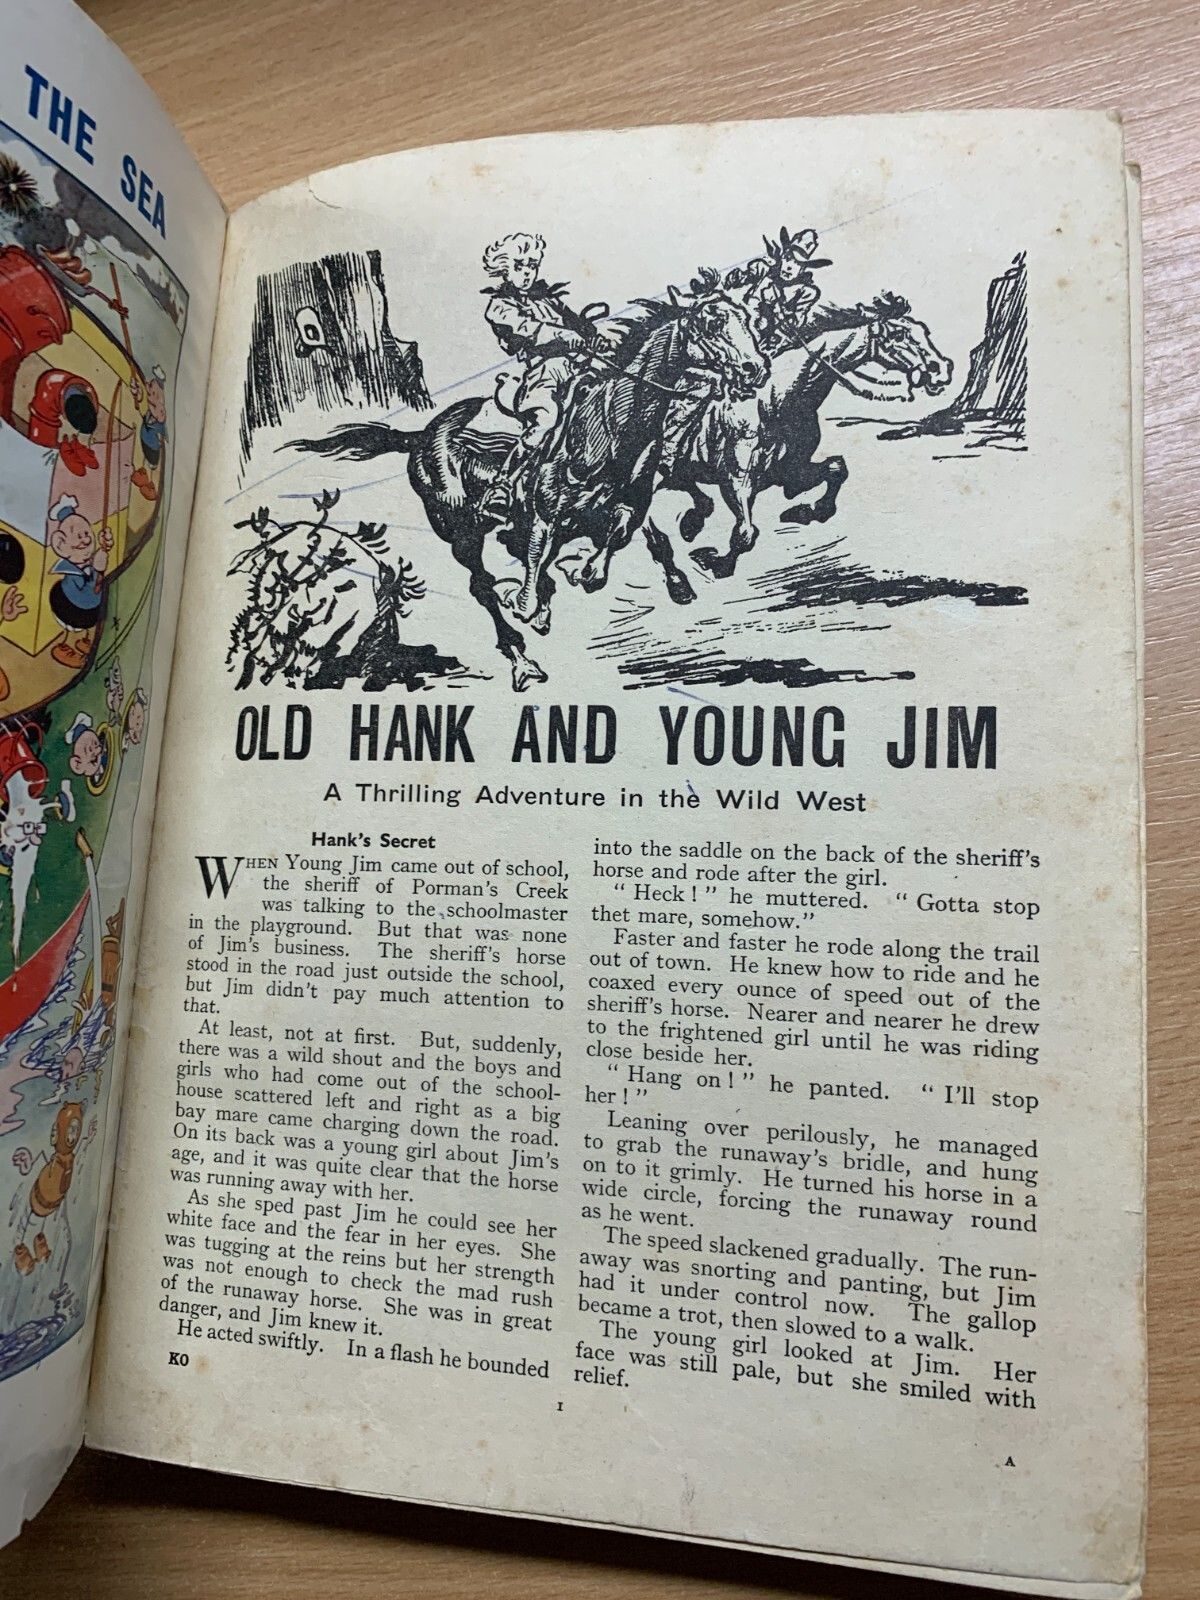 THE SEA
OLD HANK AND YOUNG JIM
A Thrilling Adventure in the Wild West
Hank's Secret
WHEN Young Jim came out of school,
the sheriff of Porman's Creek
was talking to the schoolmaster
in the playground. But that was none
of Jim's business. The sheriff's horse
stood in the road just outside the school,
but Jim didn't pay much attention to
that.
At least, not at first. But, suddenly,
there was a wild shout and the boys and
girls who had come out of the school-
house scattered left and right as a big
bay mare came charging down the road.
On its back was a young girl about Jim's
age, and it was quite clear that the horse
was running away with her.
As she sped past Jim he could see her
white face and the fear in her eyes. She
was tugging at the reins but her strength
was not enough to check the mad rush
of the runaway horse. She was in great
danger, and Jim knew it.
He acted swiftly. In a flash he bounded
into the saddle on the back of the sheriff's
horse and rode after the girl.
"Heck!" he muttered. "Gotta stop
thet mare, somehow."
Faster and faster he rode along the trail
out of town. He knew how to ride and he
coaxed every ounce of speed out of the
sheriff's horse. Nearer and nearer he drew
to the frightened girl until he was riding
close beside her.
"Hang on!" he panted. "I'll stop
her!"
Leaning over perilously, he managed
to grab the runaway's bridle, and hung
on to it grimly. He turned his horse in a
wide circle, forcing the runaway round
as he went.
The speed slackened gradually. The run-
away was snorting and panting, but Jim
had it under control now. The gallop
became a trot, then slowed to a walk.
The young girl looked at Jim. Her
face was still pale, but she smiled with
relief.
KO
1
A